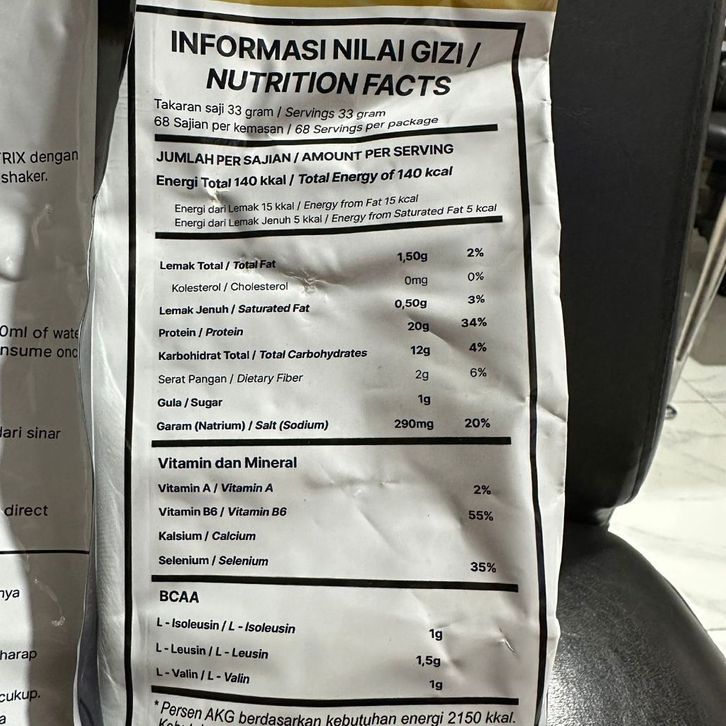 RIX dengan
shaker.
0ml of wate
nsume onc
dari sinar
direct
nya
harap
cukup.
a
INFORMASI NILAI GIZI /
NUTRITION FACTS
Takaran saji 33 gram / Servings 33 gram
68 Sajian per kemasan / 68 Servings per package
JUMLAH PER SAJIAN / AMOUNT PER SERVING
Energi Total 140 kkal / Total Energy of 140 kcal
Energi dari Lemak 15 kkal / Energy from Fat 15 kcal
Energi dari Lemak Jenuh 5 kkal / Energy from Saturated Fat 5 kcal
Lemak Total / Total Fat 1,50g 2%
Kolesterol / Cholesterol 0mg 0%
Lemak Jenuh / Saturated Fat 0,50g 3%
Protein / Protein 20g 34%
Karbohidrat Total / Total Carbohydrates 12g 4%
Serat Pangan / Dietary Fiber 2g 6%
Gula / Sugar 1g
Garam (Natrium) / Salt (Sodium) 290mg 20%
Vitamin dan Mineral
Vitamin A / Vitamin A 2%
Vitamin B6 / Vitamin B6 55%
Kalsium / Calcium
Selenium / Selenium 35%
BCAA
L - Isoleusin / L - Isoleusin 1g
L - Leusin / L - Leusin 1,5g
L - Valin / L - Valin 1g
*Persen AKG berdasarkan kebutuhan energi 2150 kkal.